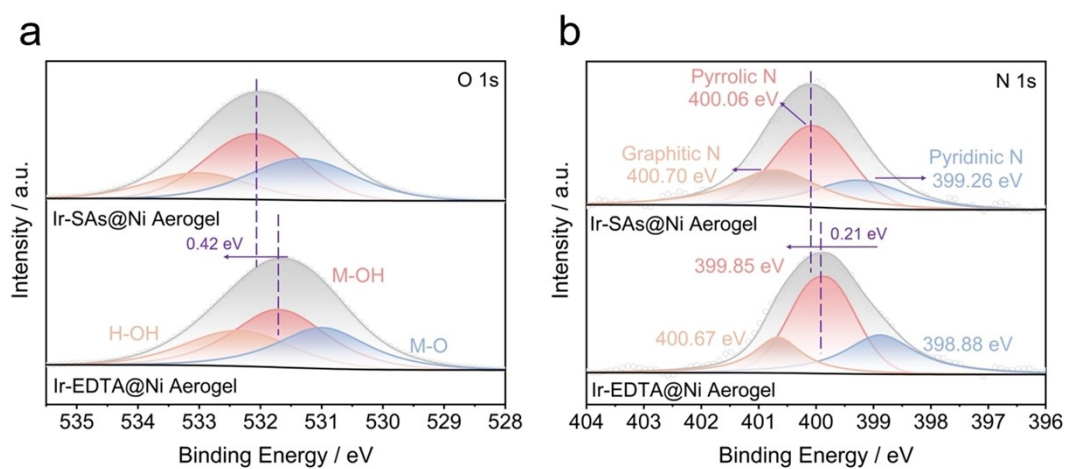 a
O 1s
Ir-SAs@Ni Aerogel
0.42 eV
M-OH
H-OH
M-O
Ir-EDTA@Ni Aerogel
535 534 533 532 531 530 529 528
Binding Energy / eV
Intensity / a.u.
b
N 1s
Pyrrolic N
400.06 eV
Graphitic N
400.70 eV
Pyridinic N
399.26 eV
Ir-SAs@Ni Aerogel
0.21 eV
399.85 eV
400.67 eV
398.88 eV
Ir-EDTA@Ni Aerogel
404 403 402 401 400 399 398 397 396
Binding Energy / eV
Intensity / a.u.